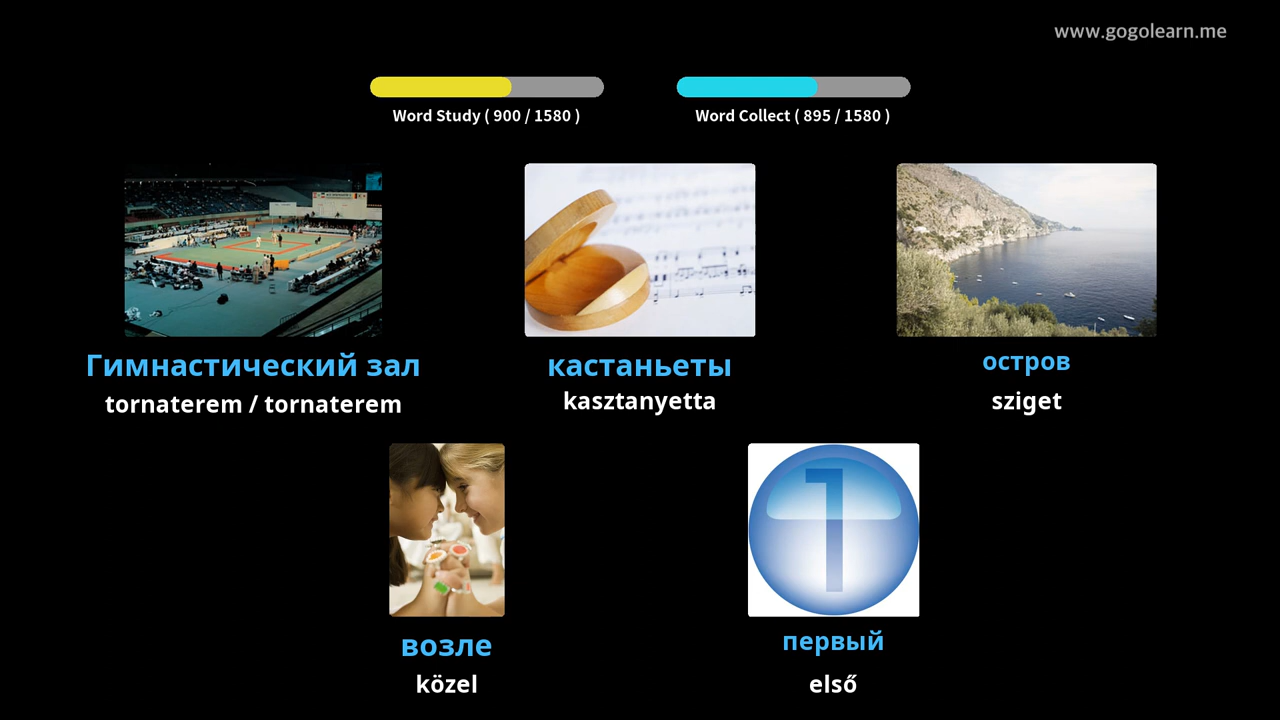 www.gogolearn.me
Word Study ( 900 / 1580 )
Word Collect ( 895 / 1580 )
Гимнастический зал
tornaterem / tornaterem
кастаньеты
kasztanyetta
остров
sziget
возле
közel
1
первый
első